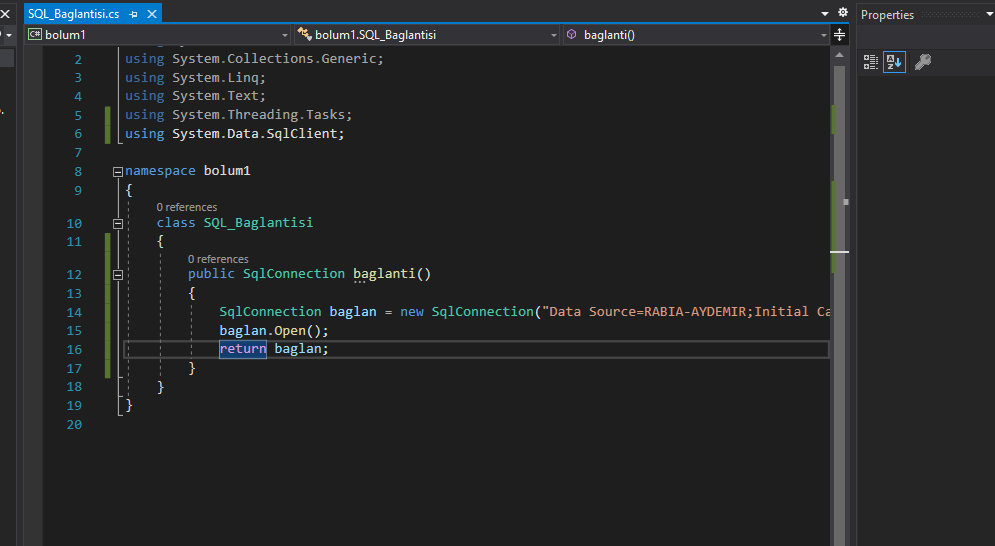 SQL_Baglantisi.cs
Properties
C# bolum1
bolum1.SQL_Baglantisi
baglanti()
2 using System.Collections.Generic;
3 using System.Linq;
4 using System.Text;
5 using System.Threading.Tasks;
6 using System.Data.SqlClient;
7
8 namespace bolum1
9 {
0 references
10 class SQL_Baglantisi
11 {
0 references
12 public SqlConnection baglanti()
13 {
14 SqlConnection baglan = new SqlConnection("Data Source=RABIA-AYDEMIR;Initial Ca
15 baglan.Open();
16 return baglan;
17 }
18 }
19 }
20